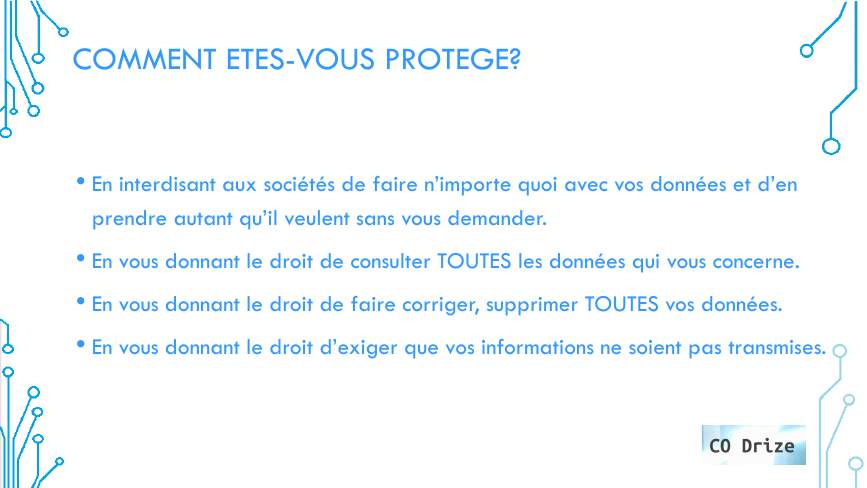 COMMENT ETES-VOUS PROTEGE?
• En interdisant aux sociétés de faire n’importe quoi avec vos données et d’en
prendre autant qu’il veulent sans vous demander.
• En vous donnant le droit de consulter TOUTES les données qui vous concerne.
• En vous donnant le droit de faire corriger, supprimer TOUTES vos données.
• En vous donnant le droit d’exiger que vos informations ne soient pas transmises.
CO Drize